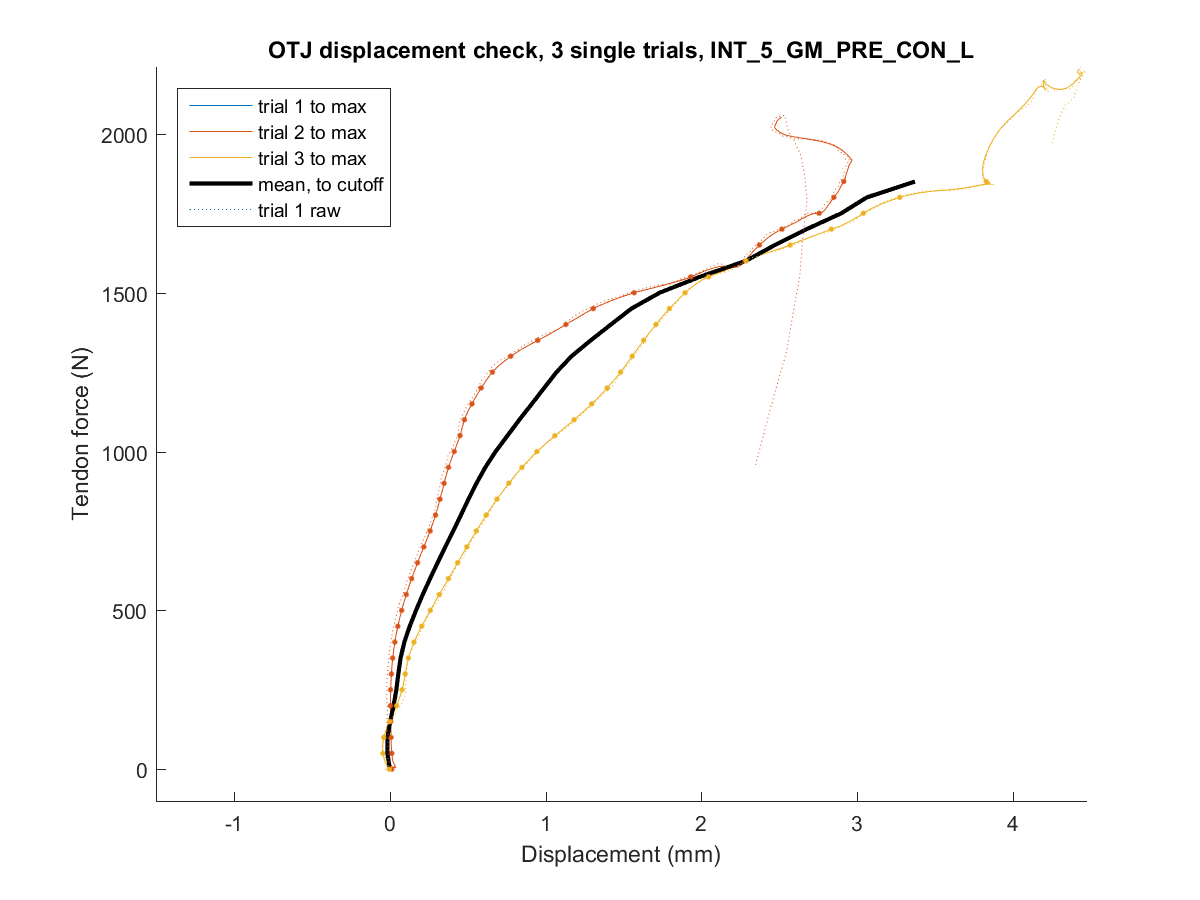 OTJ displacement check, 3 single trials, INT_5_GM_PRE_CON_L
trial 1 to max
trial 2 to max
trial 3 to max
mean, to cutoff
trial 1 raw
2000
1500
1000
500
0
Tendon force (N)
-1
0
1
2
3
4
Displacement (mm)